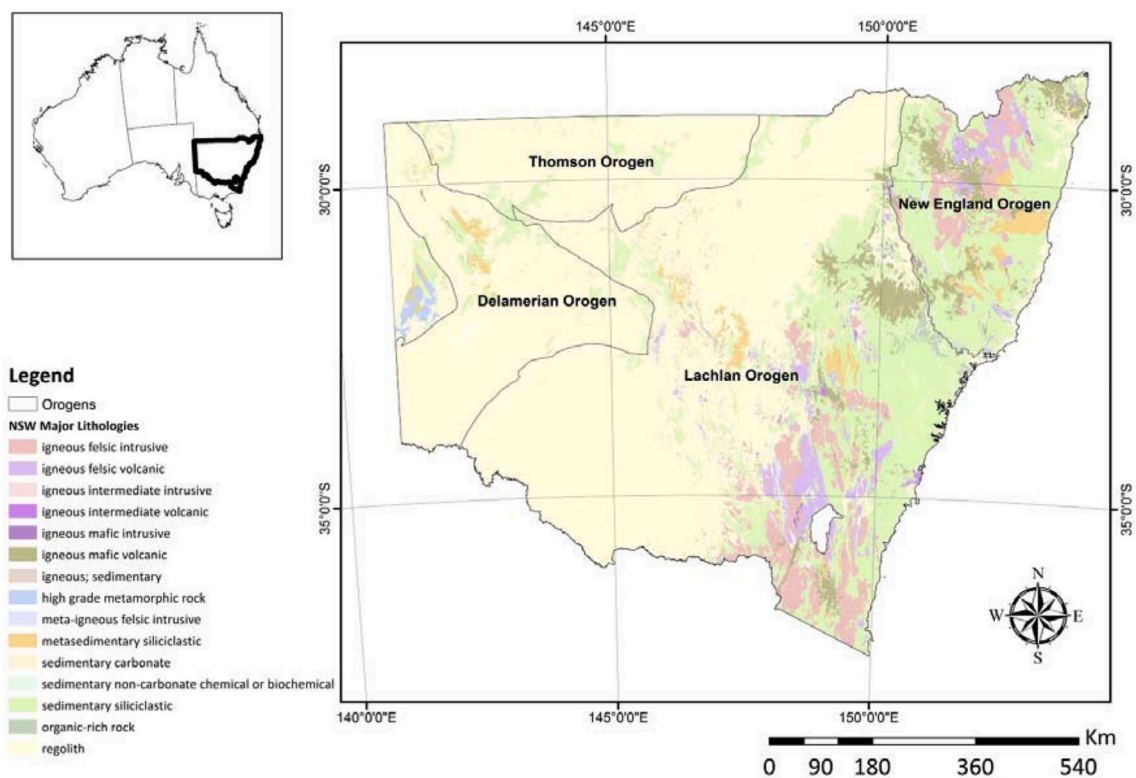 145°0'0"E 150°0'0"E
30°0'0"S 30°0'0"S
Thomson Orogen
New England Orogen
Delamerian Orogen
Lachlan Orogen
35°0'0"S 35°0'0"S
Legend
Orogens
NSW Major Lithologies
igneous felsic intrusive
igneous felsic volcanic
igneous intermediate intrusive
igneous intermediate volcanic
igneous mafic intrusive
igneous mafic volcanic
igneous; sedimentary
high grade metamorphic rock
meta-igneous felsic intrusive
metasedimentary siliciclastic
sedimentary carbonate
sedimentary non-carbonate chemical or biochemical
sedimentary siliciclastic
organic-rich rock
regolith
N
W E
S
140°0'0"E 145°0'0"E 150°0'0"E
Km
0 90 180 360 540